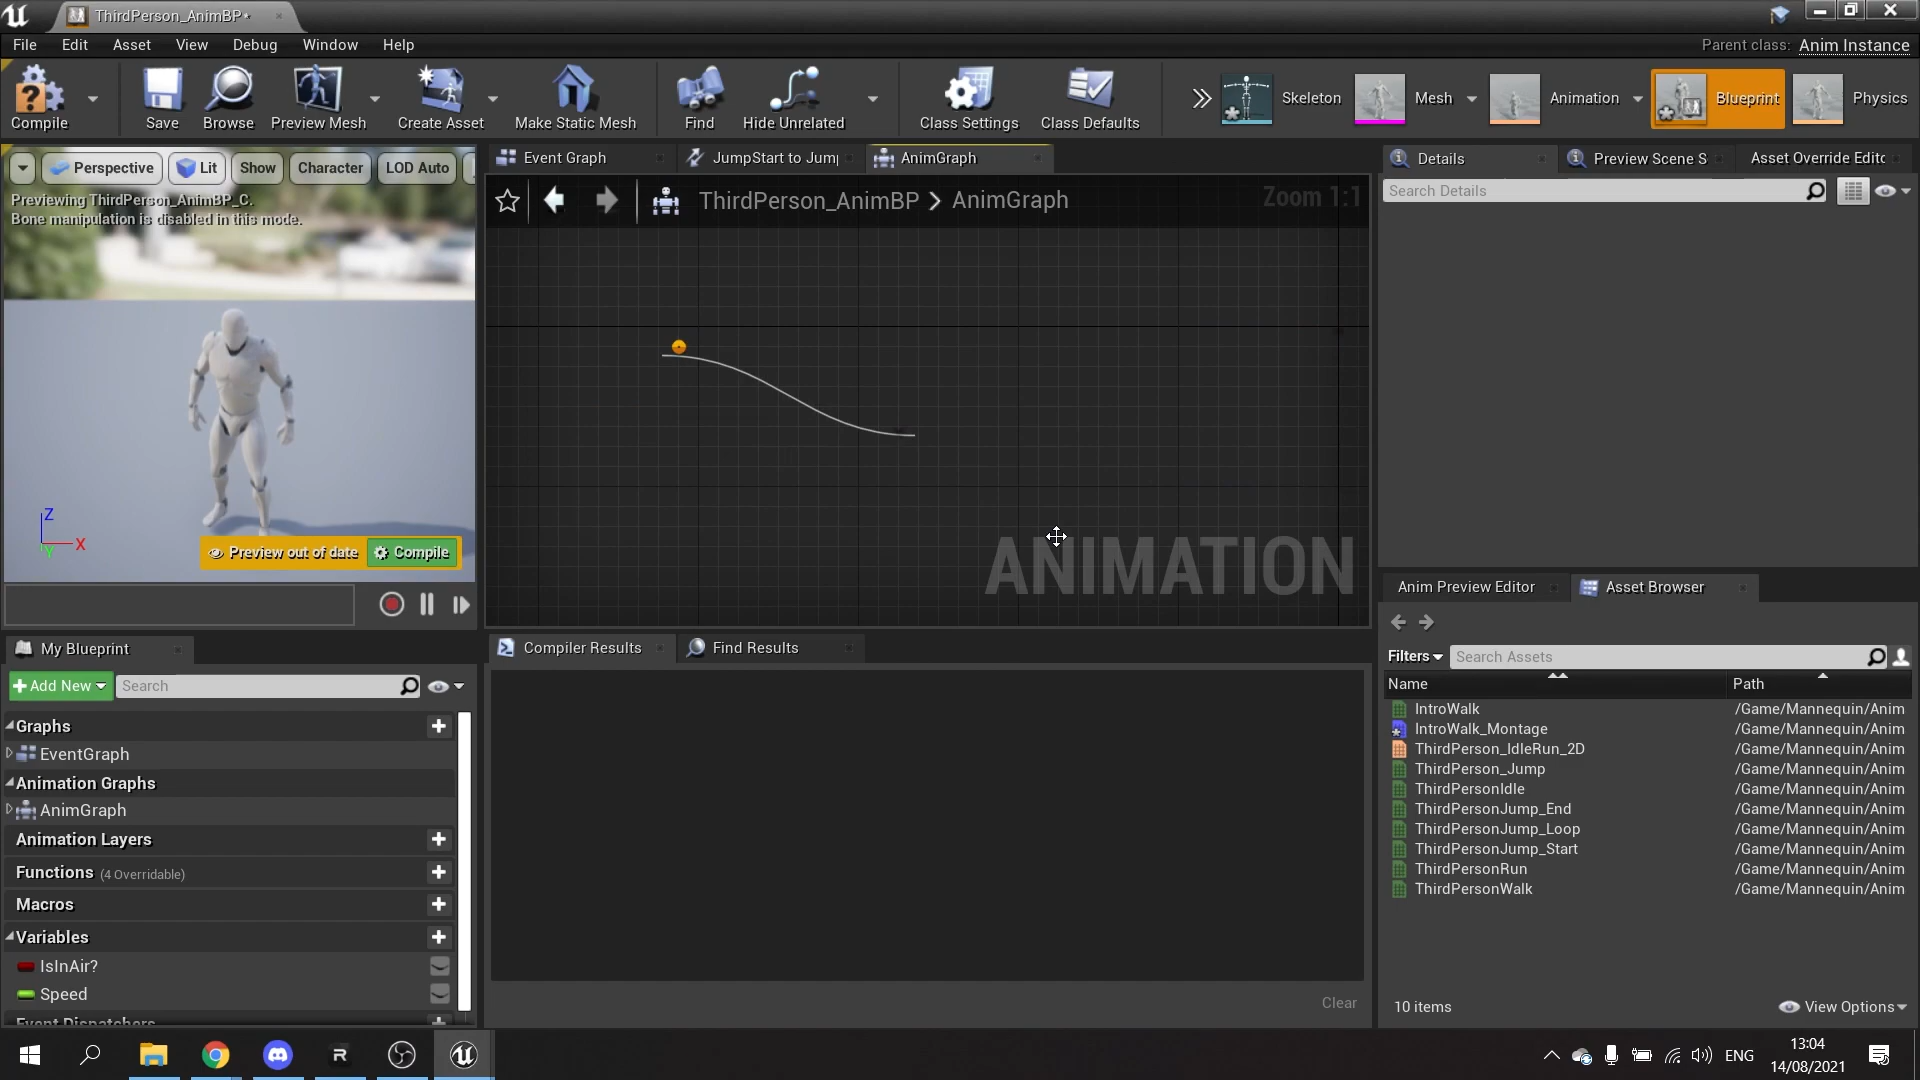 ThirdPerson_AnimBP*
File Edit Asset View Debug Window Help
Parent class: Anim Instance
Compile Save Browse Preview Mesh Create Asset Make Static Mesh Find Hide Unrelated Class Settings Class Defaults Skeleton Mesh Animation Blueprint Physics
Perspective Lit Show Character LOD Auto
Previewing ThirdPerson_AnimBP_C.
Bone manipulation is disabled in this mode.
Z
X
Y
Preview out of date Compile
Event Graph JumpStart to Jum AnimGraph
ThirdPerson_AnimBP > AnimGraph
Zoom 1:1
ANIMATION
Details Preview Scene S Asset Override Edito
Search Details
My Blueprint
+ Add New Search
Graphs
EventGraph
Animation Graphs
AnimGraph
Animation Layers
Functions (4 Overridable)
Macros
Variables
IsInAir?
Speed
Event Dispatchers
Compiler Results Find Results
Clear
Anim Preview Editor Asset Browser
Filters Search Assets
Name Path
IntroWalk /Game/Mannequin/Anim
IntroWalk_Montage /Game/Mannequin/Anim
ThirdPerson_IdleRun_2D /Game/Mannequin/Anim
ThirdPerson_Jump /Game/Mannequin/Anim
ThirdPersonIdle /Game/Mannequin/Anim
ThirdPersonJump_End /Game/Mannequin/Anim
ThirdPersonJump_Loop /Game/Mannequin/Anim
ThirdPersonJump_Start /Game/Mannequin/Anim
ThirdPersonRun /Game/Mannequin/Anim
ThirdPersonWalk /Game/Mannequin/Anim
10 items View Options
ENG
13:04
14/08/2021